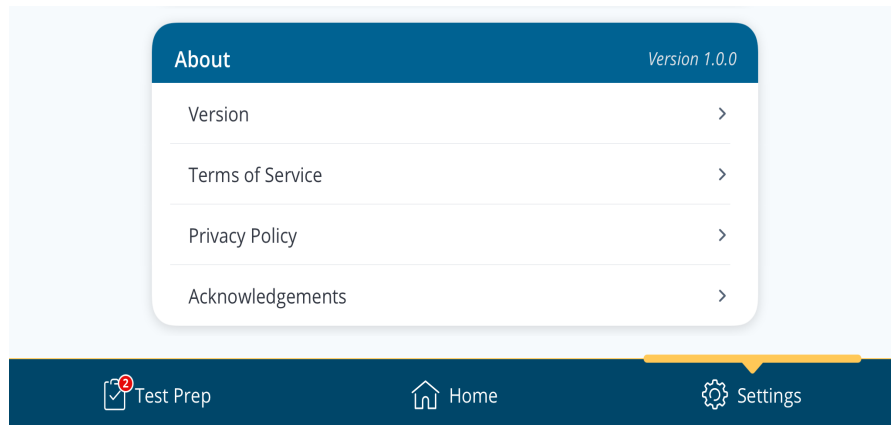 About Version 1.0.0
Version
Terms of Service
Privacy Policy
Acknowledgements
2
Test Prep Home Settings